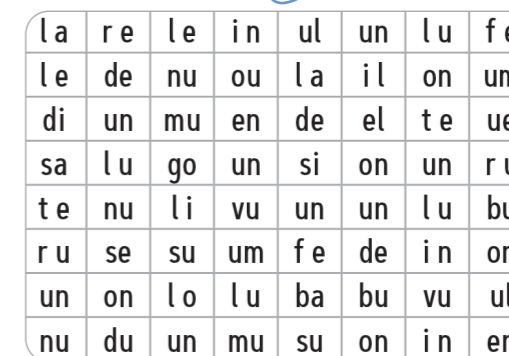 la re le in ul un lu
le de nu ou la il on
di un mu en de el te
sa lu go un si on un
te nu li vu un un lu
ru se su um fe de in
un on lo lu ba bu vu
nu du un mu su on in